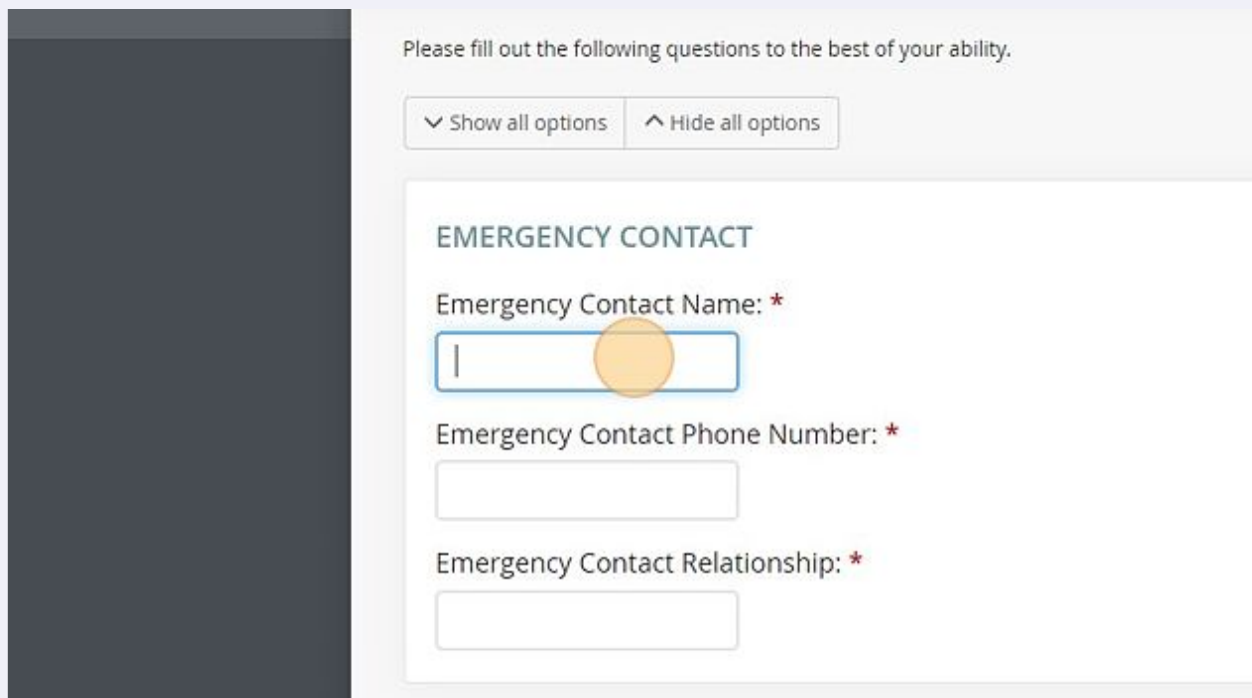 Please fill out the following questions to the best of your ability.
Show all options Hide all options
EMERGENCY CONTACT
Emergency Contact Name: *
Emergency Contact Phone Number: *
Emergency Contact Relationship: *